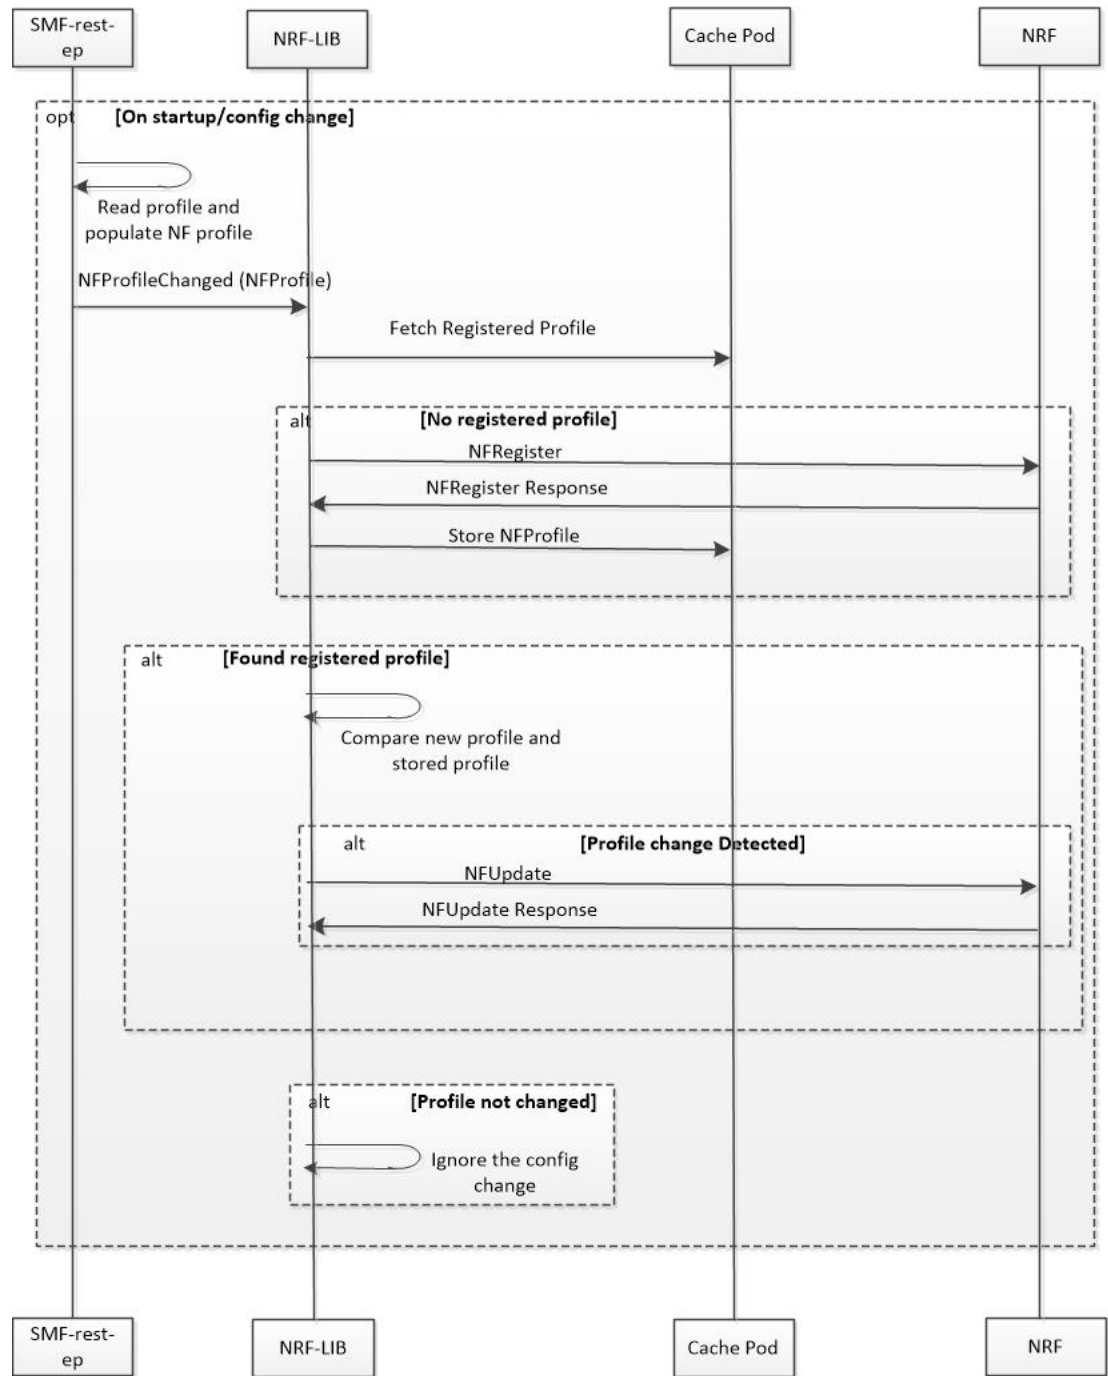 SMF-rest-
ep
NRF-LIB
Cache Pod
NRF
opt
[On startup/config change]
Read profile and
populate NF profile
NFProfileChanged (NFProfile)
Fetch Registered Profile
alt
[No registered profile]
NFRegister
NFRegister Response
Store NFProfile
alt
[Found registered profile]
Compare new profile and
stored profile
alt
[Profile change Detected]
NFUpdate
NFUpdate Response
alt
[Profile not changed]
Ignore the config
change
SMF-rest-
ep
NRF-LIB
Cache Pod
NRF